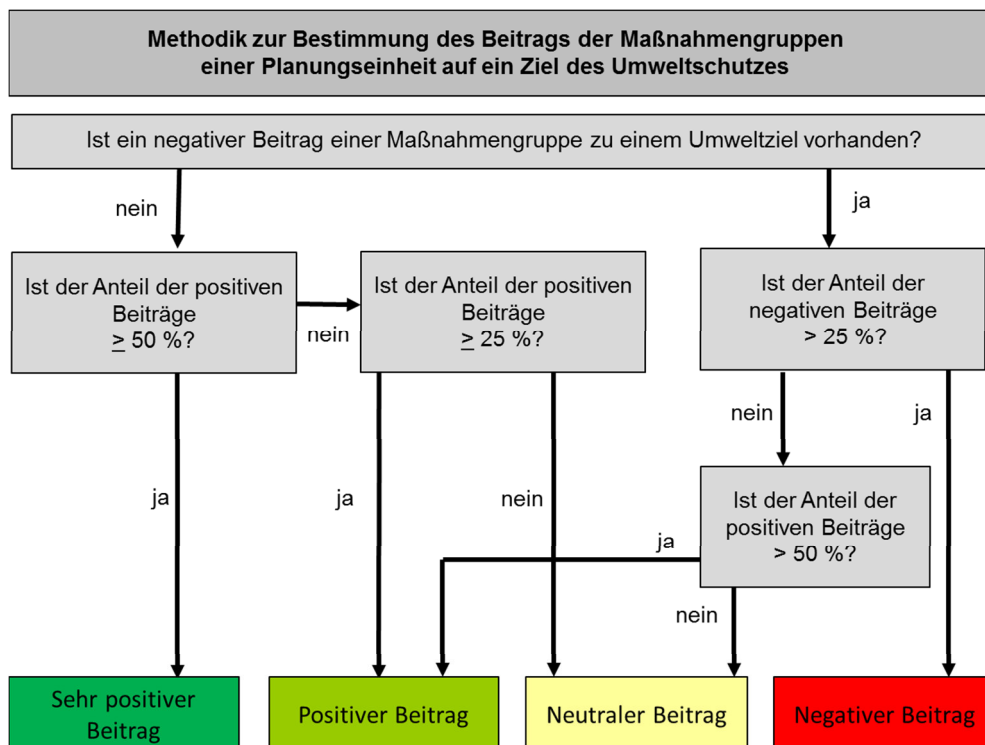 Methodik zur Bestimmung des Beitrags der Maßnahmengruppen
einer Planungseinheit auf ein Ziel des Umweltschutzes
Ist ein negativer Beitrag einer Maßnahmengruppe zu einem Umweltziel vorhanden?
nein
ja
Ist der Anteil der positiven
Beiträge
≥ 50 %?
nein
Ist der Anteil der positiven
Beiträge
≥ 25 %?
Ist der Anteil der
negativen Beiträge
> 25 %?
nein
ja
ja
ja
nein
Ist der Anteil der
positiven Beiträge
> 50 %?
ja
nein
Sehr positiver
Beitrag
Positiver Beitrag
Neutraler Beitrag
Negativer Beitrag